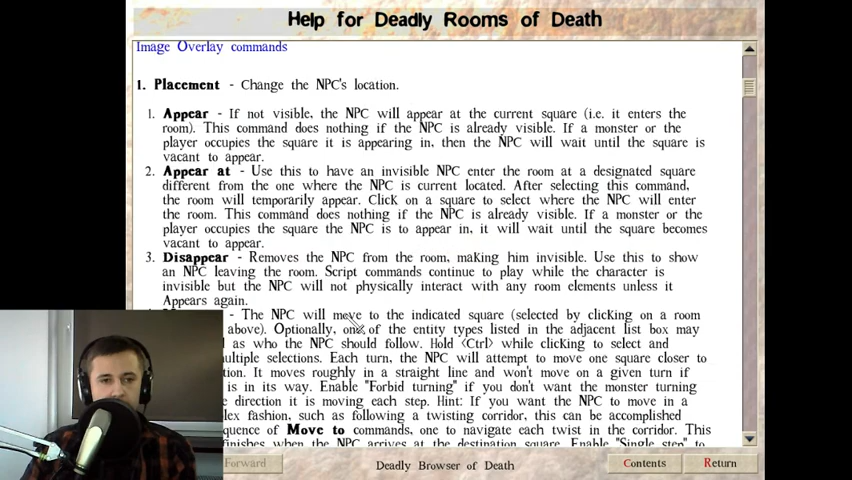 Help for Deadly Rooms of Death
Image Overlay commands
1. Placement - Change the NPC's location.
1. Appear - If not visible, the NPC will appear at the current square (i.e. it enters the
room). This command does nothing if the NPC is already visible. If a monster or the
player occupies the square it is appearing in, then the NPC will wait until the square is
vacant to appear.
2. Appear at - Use this to have an invisible NPC enter the room at a designated square
different from the one where the NPC is current located. After selecting this command,
the room will temporarily appear. Click on a square to select where the NPC will enter
the room. This command does nothing if the NPC is already visible. If a monster or the
player occupies the square the NPC is to appear in, it will wait until the square becomes
vacant to appear.
3. Disappear - Removes the NPC from the room, making him invisible. Use this to show
an NPC leaving the room. Script commands continue to play while the character is
invisible but the NPC will not physically interact with any room elements unless it
Appears again.
- The NPC will move to the indicated square (selected by clicking on a room
above). Optionally, one of the entity types listed in the adjacent list box may
as who the NPC should follow. Hold <Ctrl> while clicking to select and
multiple selections. Each turn, the NPC will attempt to move one square closer to
It moves roughly in a straight line and won't move on a given turn if
is in its way. Enable "Forbid turning" if you don't want the monster turning
direction it is moving each step. Hint: If you want the NPC to move in a
fashion, such as following a twisting corridor, this can be accomplished
of Move to commands, one to navigate each twist in the corridor. This
finishes when the NPC arrives at the destination square. Enable "Single step" to
Forward
Deadly Browser of Death
Contents
Return